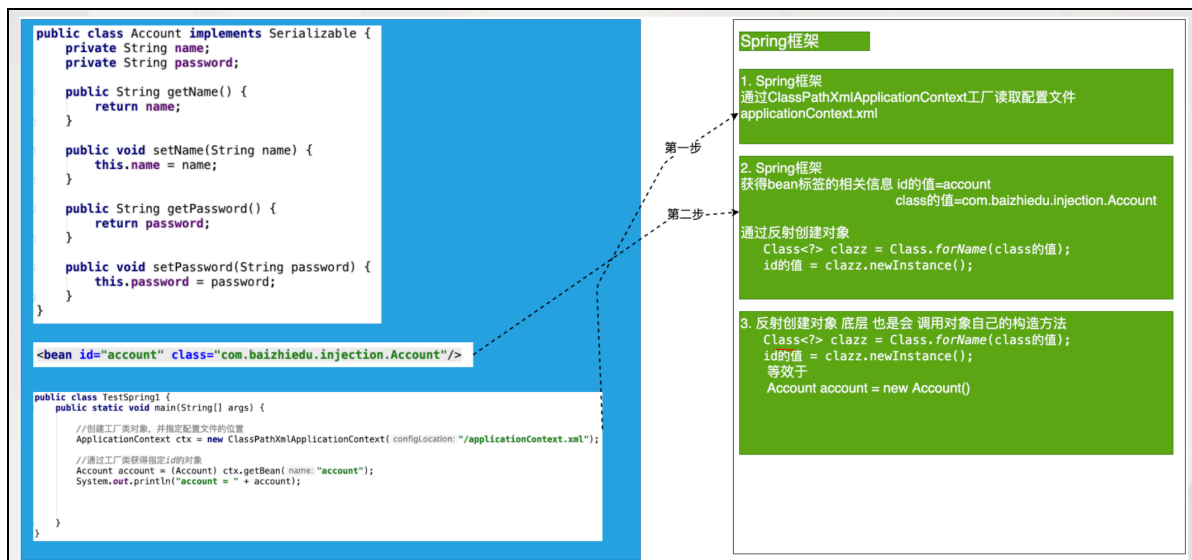 public class Account implements Serializable {
    private String name;
    private String password;
    public String getName() {
        return name;
    }
    public void setName(String name) {
        this.name = name;
    }
    public String getPassword() {
        return password;
    }
    public void setPassword(String password) {
        this.password = password;
    }
}
<bean id="account" class="com.baizhiedu.injection.Account"/>
public class TestSpring1 {
    public static void main(String[] args) {
        //创建工厂类对象，并指定配置文件的位置
        ApplicationContext ctx = new ClassPathXmlApplicationContext( configLocation: "/applicationContext.xml");
        //通过工厂类获得指定id的对象
        Account account = (Account) ctx.getBean( name: "account");
        System.out.println("account = " + account);
    }
}
第一步
第二步
Spring框架
1. Spring框架
通过ClassPathXmlApplicationContext工厂读取配置文件
applicationContext.xml
2. Spring框架
获得bean标签的相关信息 id的值=account
class的值=com.baizhiedu.injection.Account
通过反射创建对象
Class<?> clazz = Class.forName(class的值);
id的值 = clazz.newInstance();
3. 反射创建对象 底层 也是会 调用对象自己的构造方法
Class<?> clazz = Class.forName(class的值);
id的值 = clazz.newInstance();
等效于
Account account = new Account()